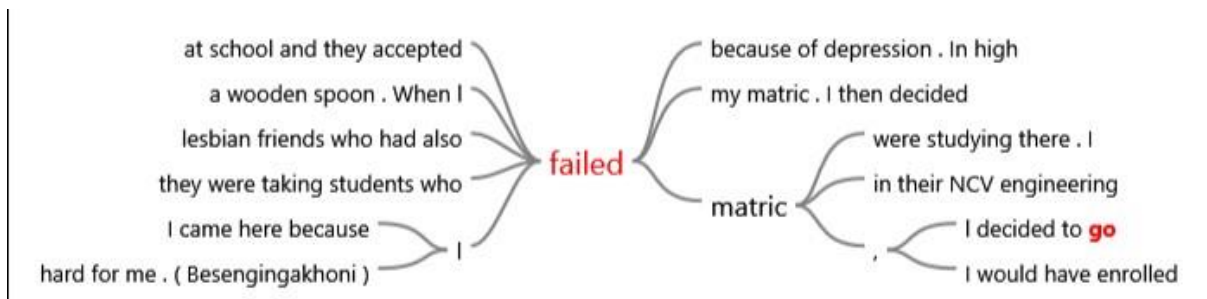 at school and they accepted
a wooden spoon . When I
lesbian friends who had also
they were taking students who
I came here because
hard for me . ( Besengingakhoni )
I
failed
because of depression . In high
my matric . I then decided
matric
were studying there . I
in their NCV engineering
,
I decided to go
I would have enrolled